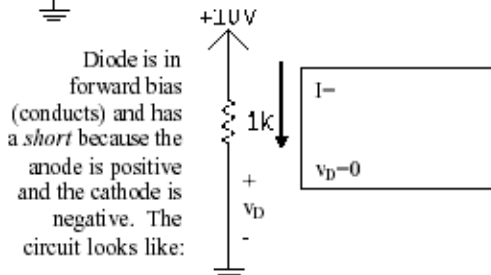 +10V
Diode is in
forward bias
(conducts) and has
a short because the
anode is positive
and the cathode is
negative. The
circuit looks like:
1k
+
vD
-
I=
vD=0